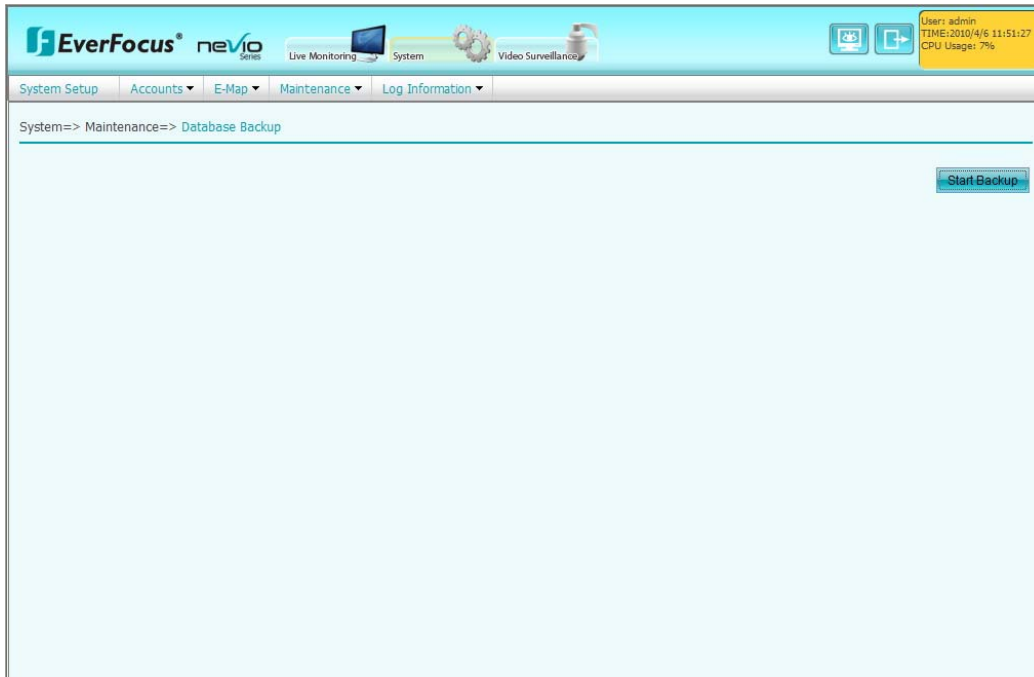 EverFocus® nevio Series
Live Monitoring System Video Surveillance
User: admin
TIME:2010/4/6 11:51:27
CPU Usage: 7%
System Setup Accounts E-Map Maintenance Log Information
System=> Maintenance=> Database Backup
Start Backup